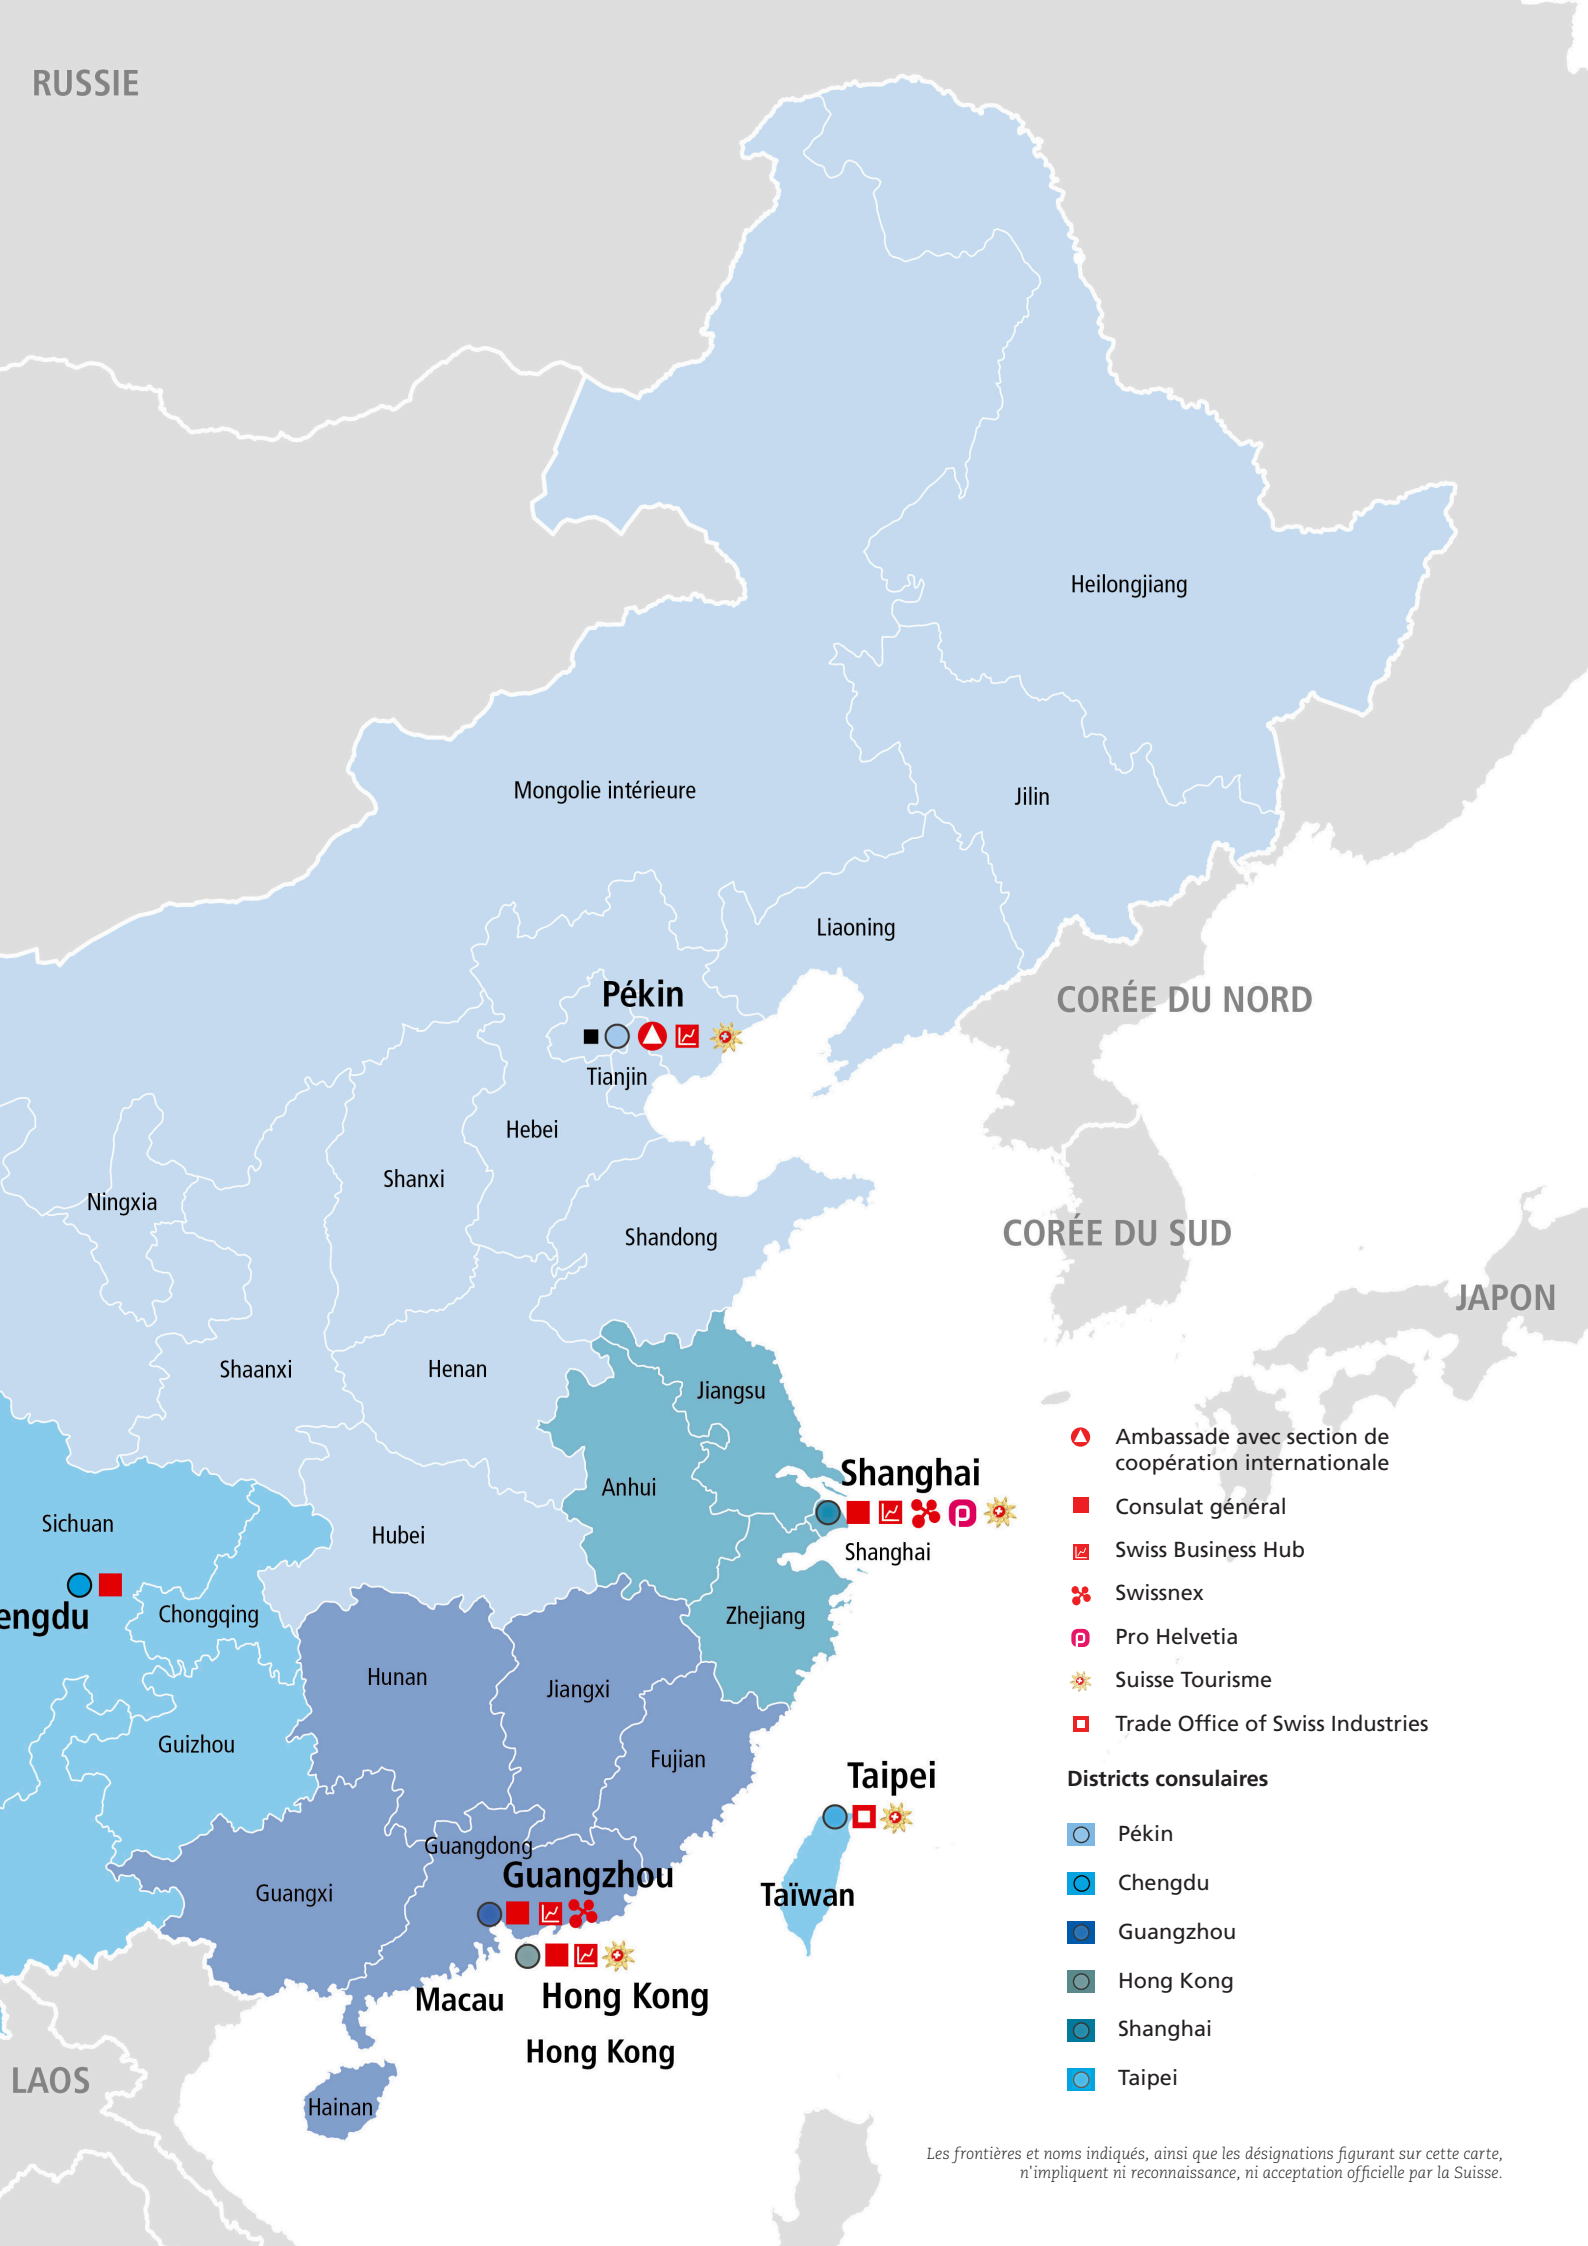 RUSSIE
Heilongjiang
Mongolie intérieure
Jilin
Liaoning
Pékin
CORÉE DU NORD
Tianjin
Hebei
Shanxi
Ningxia
Shandong
CORÉE DU SUD
JAPON
Shaanxi
Henan
Jiangsu
Shanghai
Anhui
Sichuan
Hubei
Shanghai
engdu
Chongqing
Zhejiang
Hunan
Jiangxi
Guizhou
Fujian
Taipei
Guangdong
Guangzhou
Guangxi
Taïwan
Macau
Hong Kong
Hong Kong
LAOS
Hainan
Ambassade avec section de
coopération internationale
Consulat général
Swiss Business Hub
Swissnex
Pro Helvetia
Suisse Tourisme
Trade Office of Swiss Industries
Districts consulaires
Pékin
Chengdu
Guangzhou
Hong Kong
Shanghai
Taipei
Les frontières et noms indiqués, ainsi que les désignations figurant sur cette carte,
n'impliquent ni reconnaissance, ni acceptation officielle par la Suisse.